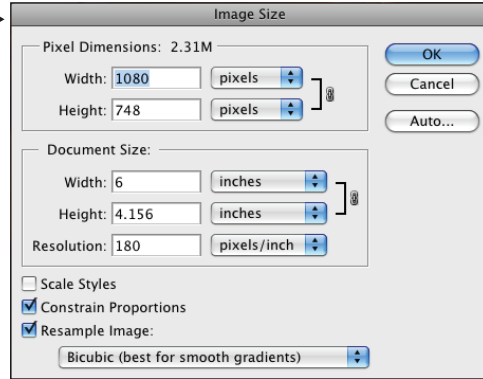 Image Size
Pixel Dimensions: 2.31M
OK
Width: 1080 pixels
Cancel
Height: 748 pixels
Auto...
Document Size:
Width: 6 inches
Height: 4.156 inches
Resolution: 180 pixels/inch
Scale Styles
Constrain Proportions
Resample Image:
Bicubic (best for smooth gradients)